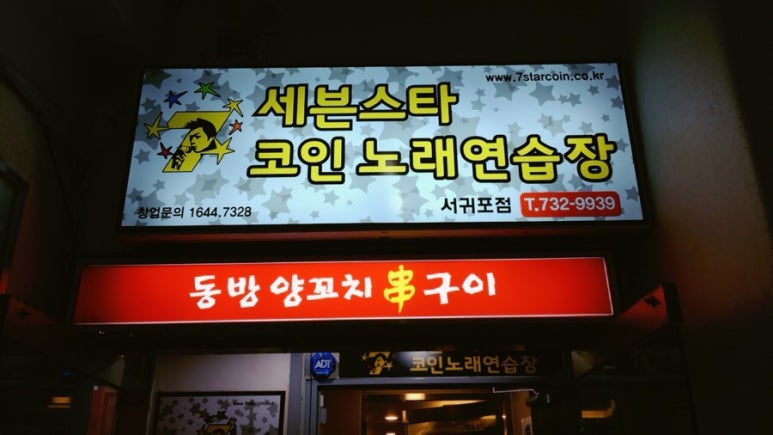 www.7starcoin.co.kr
세븐스타
코인 노래연습장
창업문의 1644.7328
서귀포점 T.732-9939
동방 양꼬치 串 구이
ADT
7 코인노래연습장